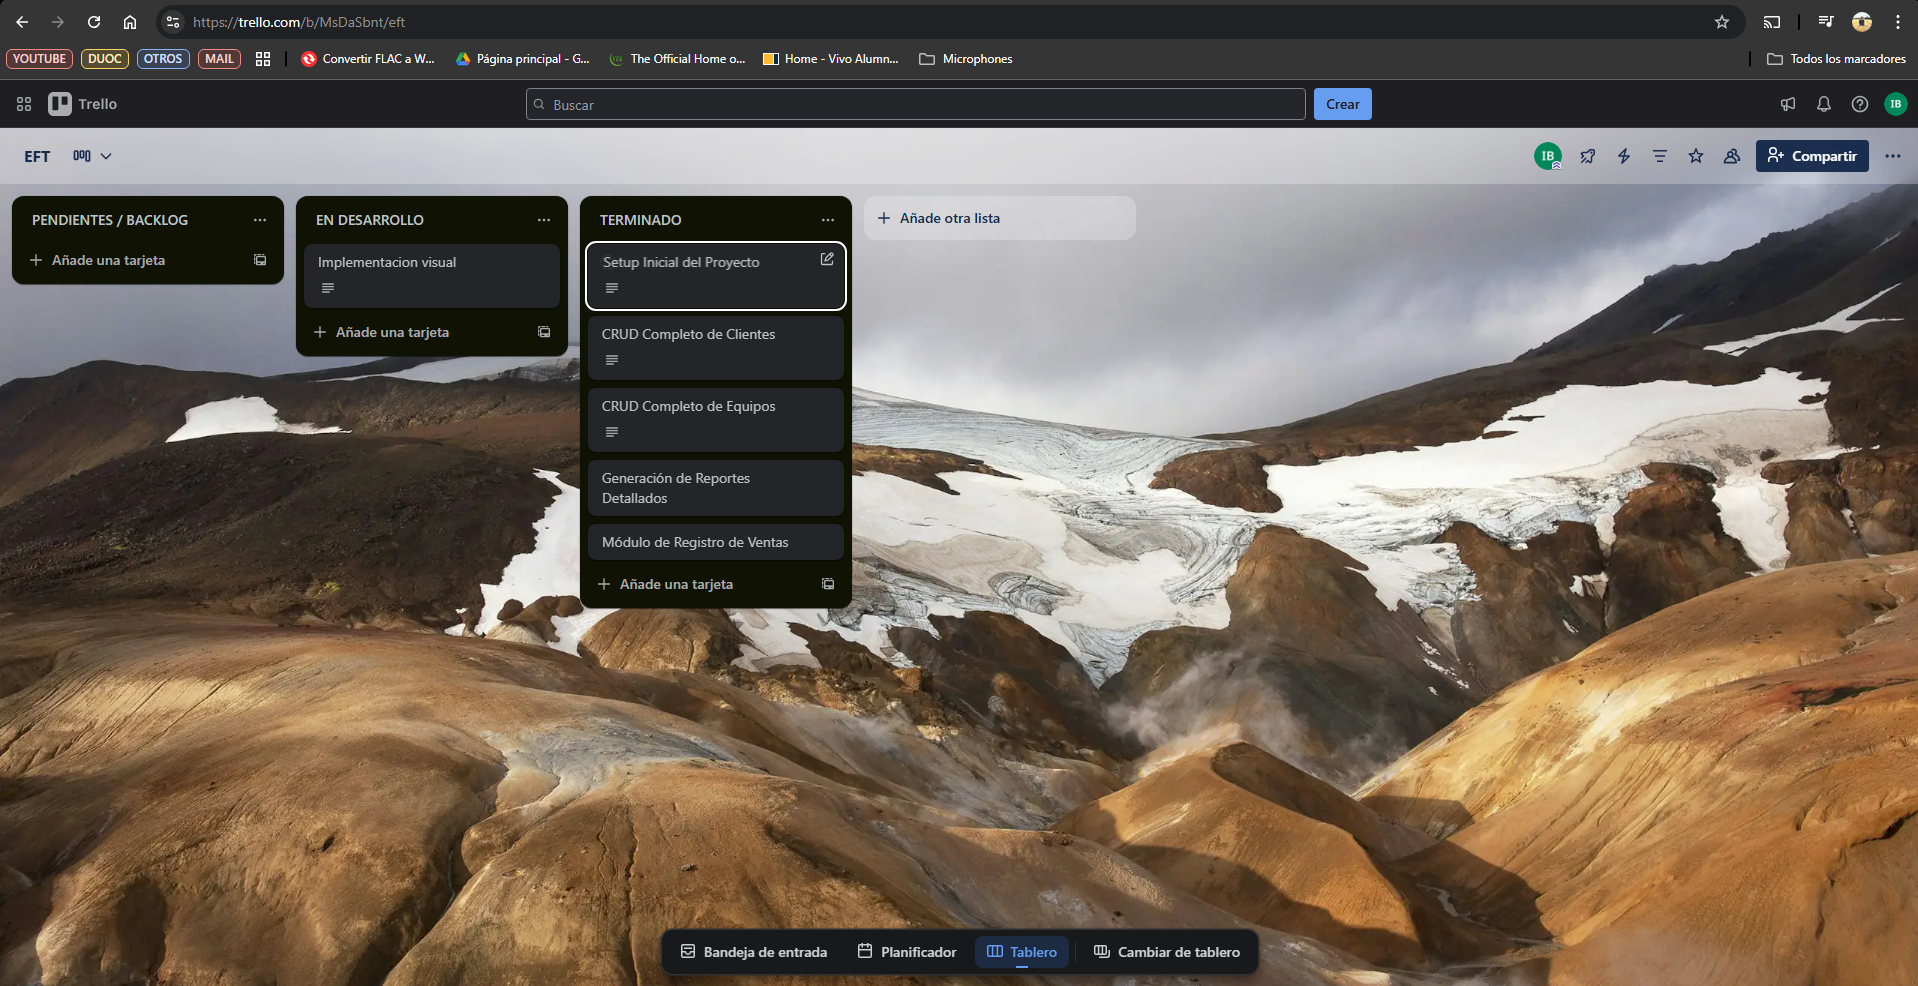 https://trello.com/b/MsDaSbnt/eft
YOUTUBE
DUOC
OTROS
MAIL
Convertir FLAC a W...
Página principal - G...
The Official Home o...
Home - Vivo Alumn...
Microphones
Todos los marcadores
Trello
Buscar
Crear
IB
EFT
IB
Compartir
PENDIENTES / BACKLOG
Añade una tarjeta
EN DESARROLLO
Implementacion visual
Añade una tarjeta
TERMINADO
Setup Inicial del Proyecto
CRUD Completo de Clientes
CRUD Completo de Equipos
Generación de Reportes
Detallados
Módulo de Registro de Ventas
Añade una tarjeta
Añade otra lista
Bandeja de entrada
Planificador
Tablero
Cambiar de tablero